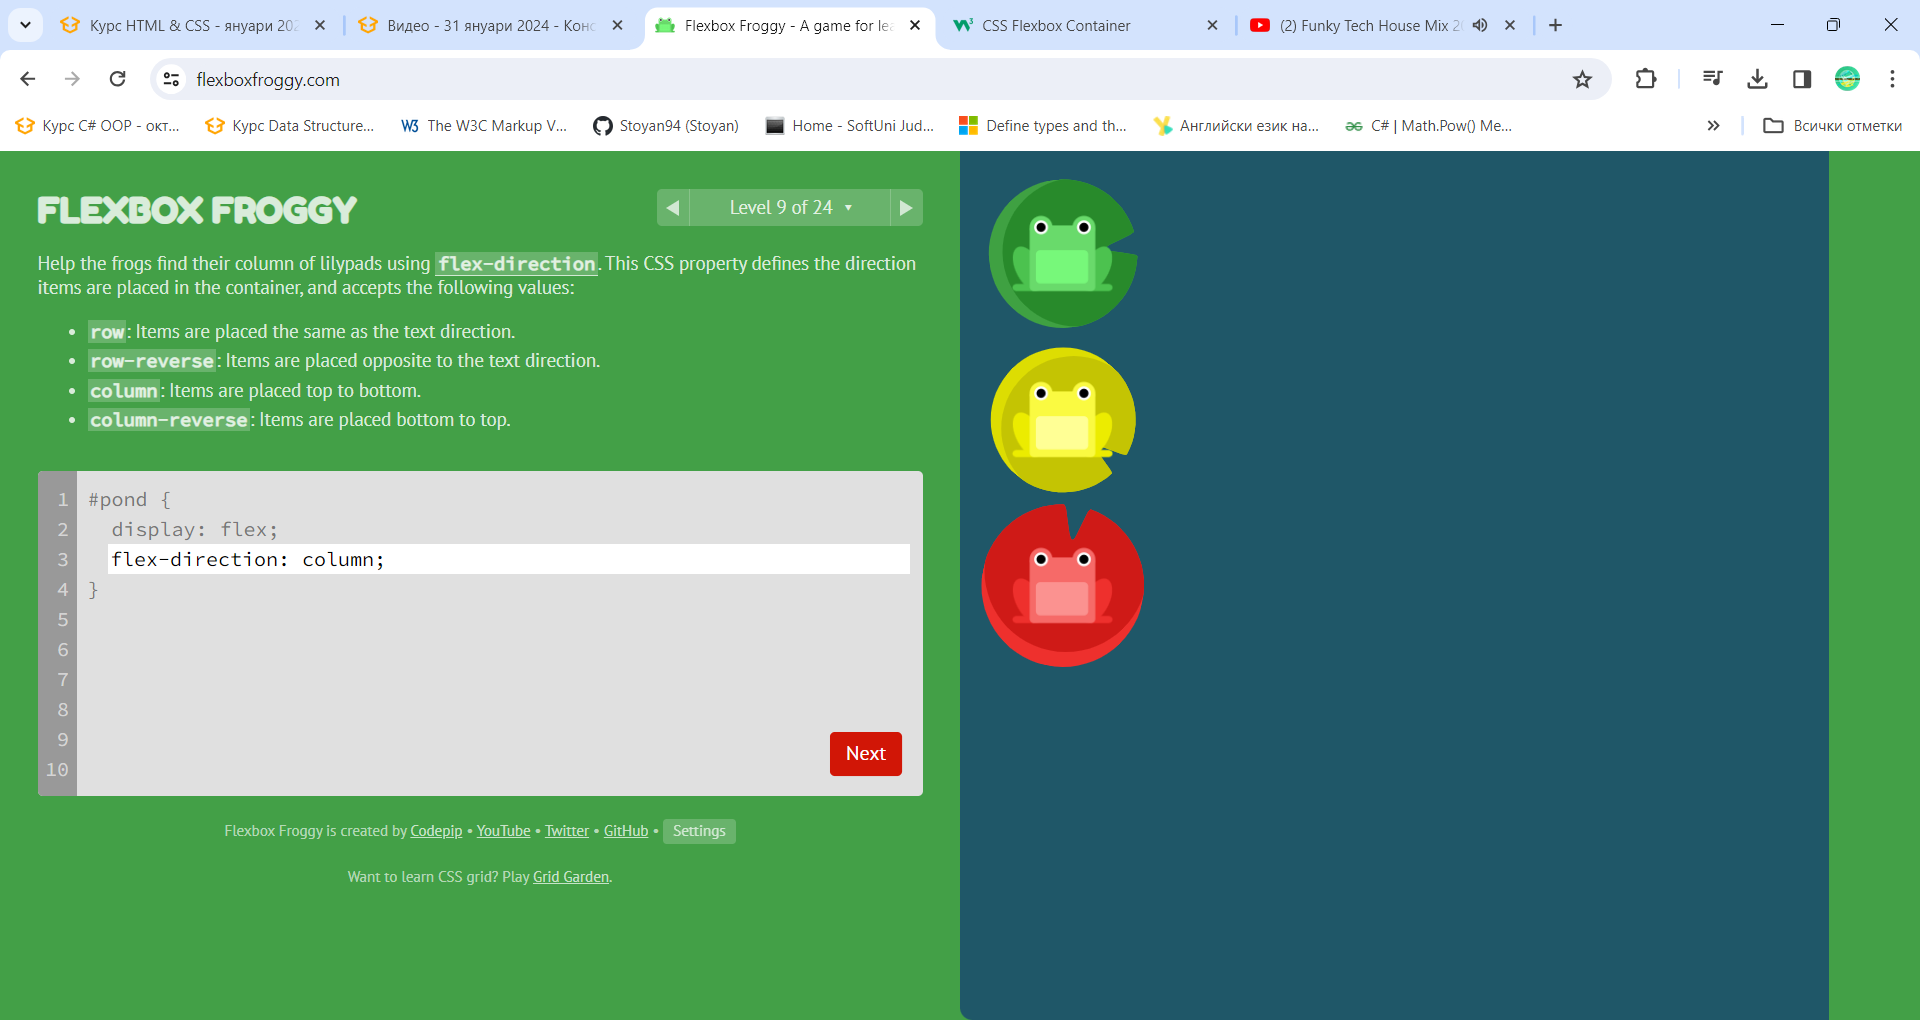 Курс HTML & CSS - януари 202
Видео - 31 януари 2024 - Конс
Flexbox Froggy - A game for lea
CSS Flexbox Container
(2) Funky Tech House Mix 20
flexboxfroggy.com
Курс C# OOP - окт...
Курс Data Structure...
The W3C Markup V...
Stoyan94 (Stoyan)
Home - SoftUni Jud...
Define types and th...
Английски език на...
C# | Math.Pow() Me...
Всички отметки
FLEXBOX FROGGY
Level 9 of 24
Help the frogs find their column of lilypads using flex-direction. This CSS property defines the direction
items are placed in the container, and accepts the following values:
• row: Items are placed the same as the text direction.
• row-reverse: Items are placed opposite to the text direction.
• column: Items are placed top to bottom.
• column-reverse: Items are placed bottom to top.
1 #pond {
2 display: flex;
3 flex-direction: column;
4 }
5
6
7
8
9
10
Next
Flexbox Froggy is created by Codepip • YouTube • Twitter • GitHub • Settings
Want to learn CSS grid? Play Grid Garden.